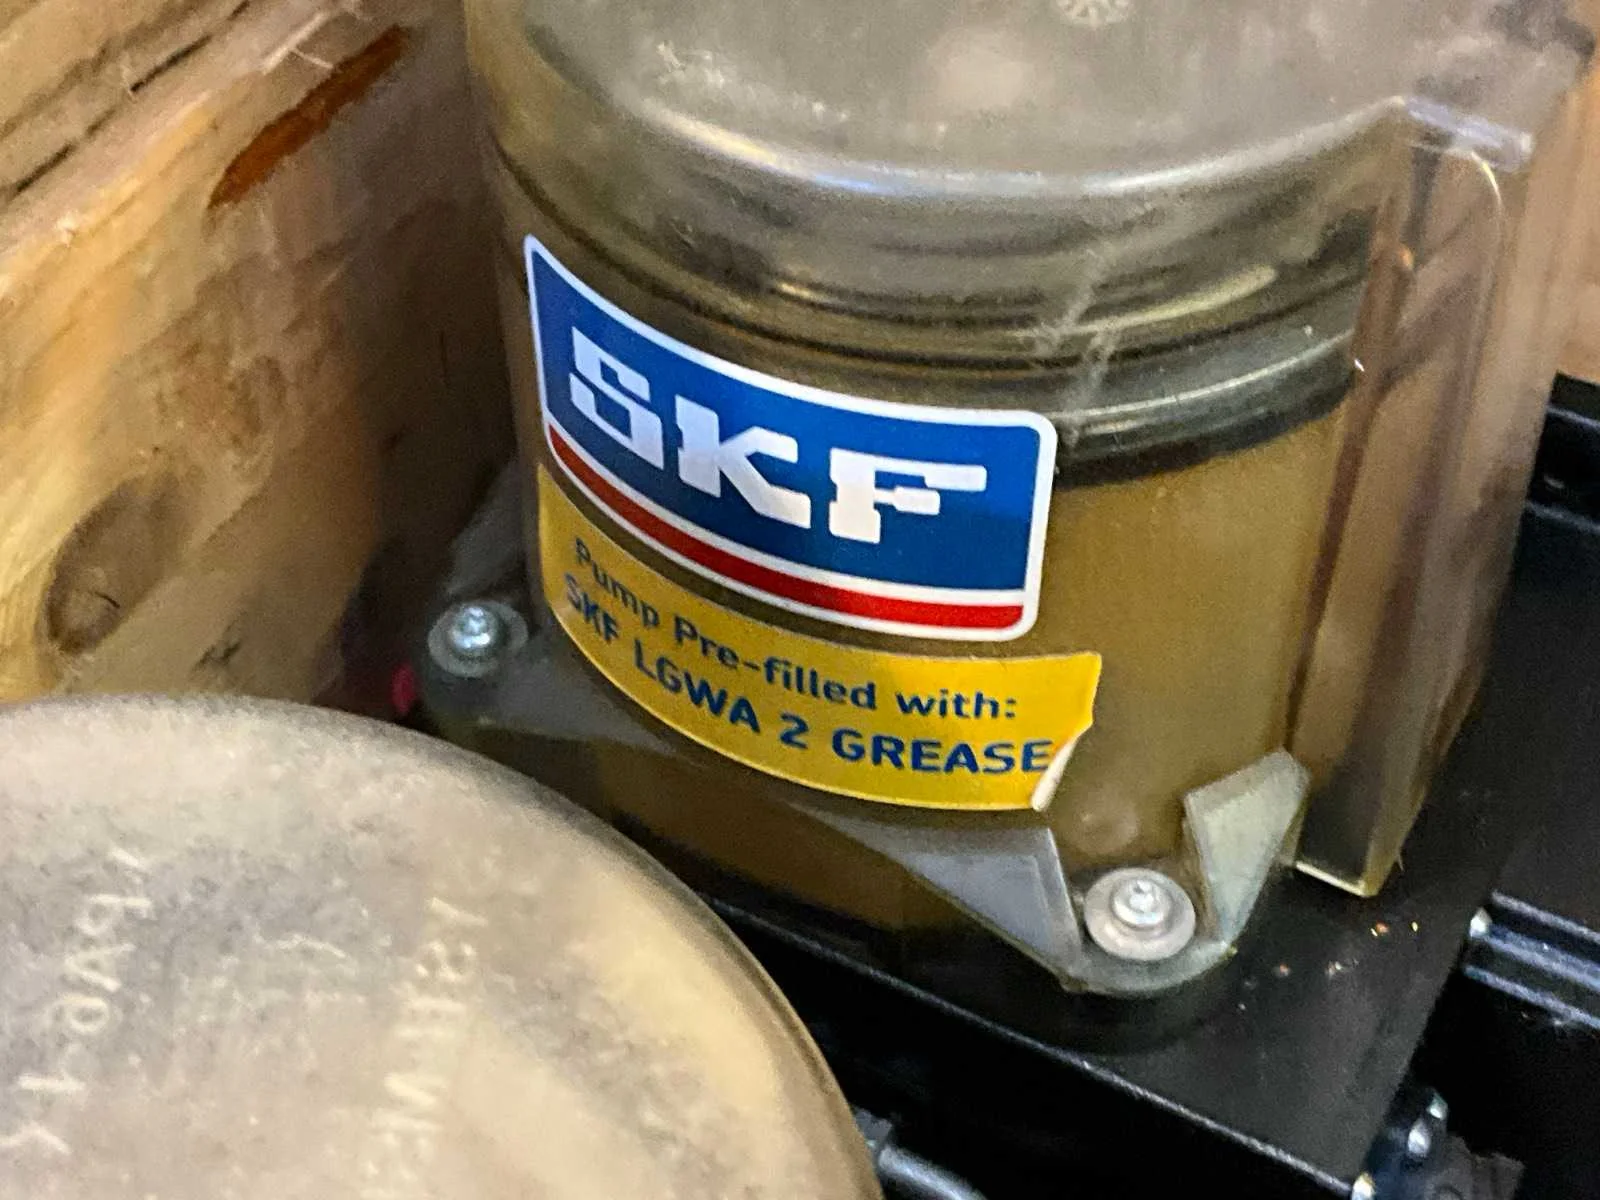 SKF
Pump Pre-filled with:
SKF LGWA 2 GREASE